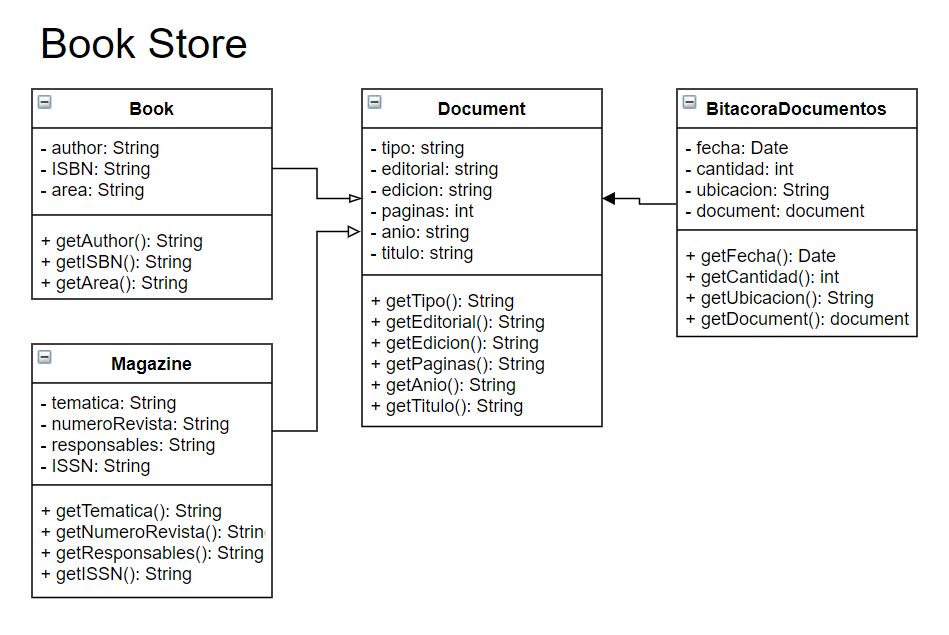 Book Store
Book
- author: String
- ISBN: String
- area: String
+ getAuthor(): String
+ getISBN(): String
+ getArea(): String
Magazine
- tematica: String
- numeroRevista: String
- responsables: String
- ISSN: String
+ getTematica(): String
+ getNumeroRevista(): Strin
+ getResponsables(): String
+ getISSN(): String
Document
- tipo: string
- editorial: string
- edicion: string
- paginas: int
- anio: string
- titulo: string
+ getTipo(): String
+ getEditorial(): String
+ getEdicion(): String
+ getPaginas(): String
+ getAnio(): String
+ getTitulo(): String
BitacoraDocumentos
- fecha: Date
- cantidad: int
- ubicacion: String
- document: document
+ getFecha(): Date
+ getCantidad(): int
+ getUbicacion(): String
+ getDocument(): document